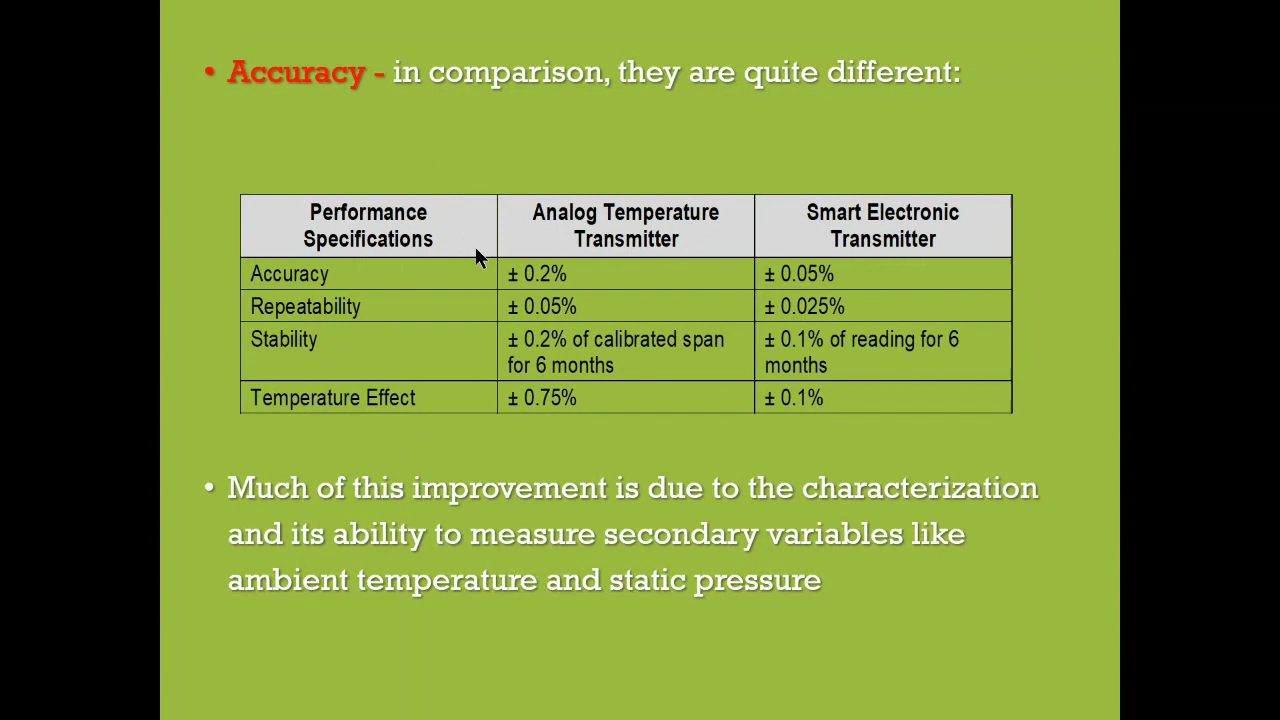 • Accuracy - in comparison, they are quite different:
Performance Specifications | Analog Temperature Transmitter | Smart Electronic Transmitter
Accuracy | ± 0.2% | ± 0.05%
Repeatability | ± 0.05% | ± 0.025%
Stability | ± 0.2% of calibrated span for 6 months | ± 0.1% of reading for 6 months
Temperature Effect | ± 0.75% | ± 0.1%
• Much of this improvement is due to the characterization
and its ability to measure secondary variables like
ambient temperature and static pressure